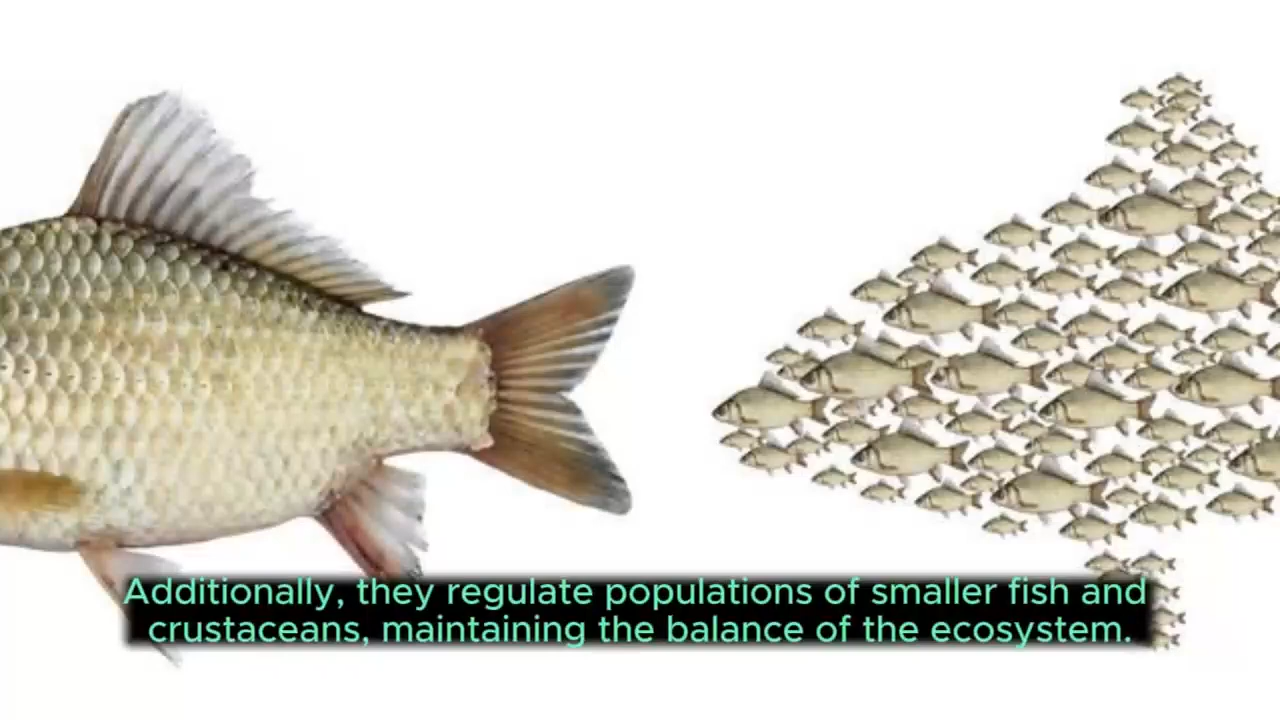 Additionally, they regulate populations of smaller fish and
crustaceans, maintaining the balance of the ecosystem.